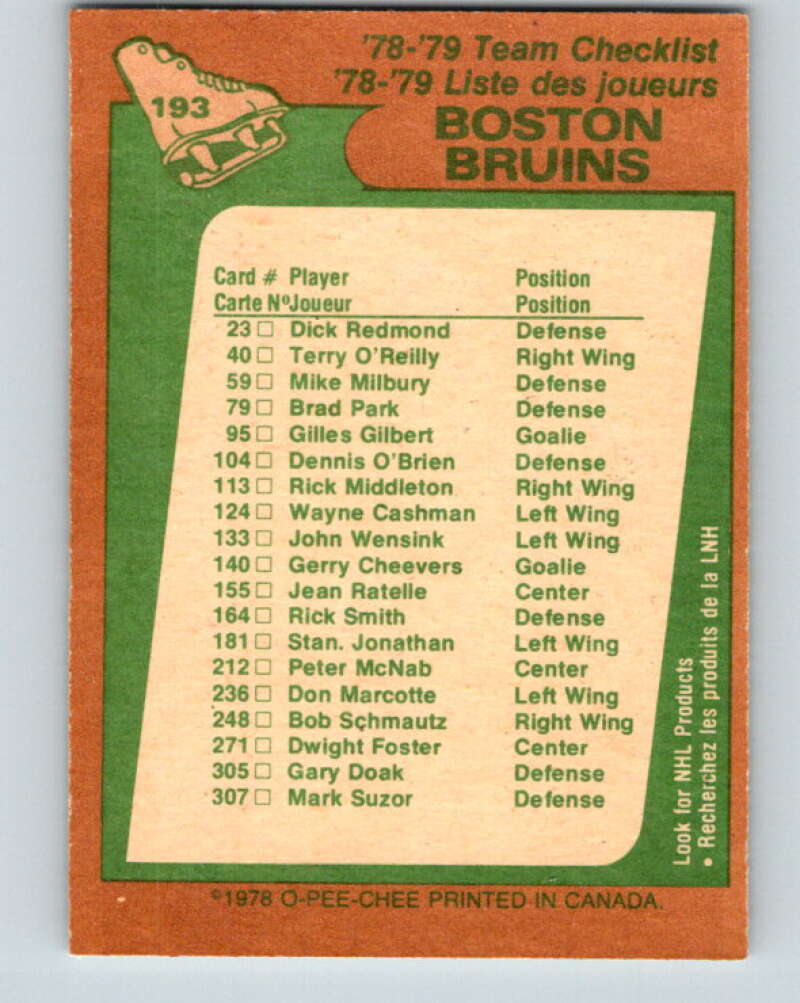 193
'78-'79 Team Checklist
'78-'79 Liste des joueurs
BOSTON
BRUINS
Card # Player Position
Carte Nº Joueur Position
23 □ Dick Redmond Defense
40 □ Terry O'Reilly Right Wing
59 □ Mike Milbury Defense
79 □ Brad Park Defense
95 □ Gilles Gilbert Goalie
104 □ Dennis O'Brien Defense
113 □ Rick Middleton Right Wing
124 □ Wayne Cashman Left Wing
133 □ John Wensink Left Wing
140 □ Gerry Cheevers Goalie
155 □ Jean Ratelle Center
164 □ Rick Smith Defense
181 □ Stan. Jonathan Left Wing
212 □ Peter McNab Center
236 □ Don Marcotte Left Wing
248 □ Bob Schmautz Right Wing
271 □ Dwight Foster Center
305 □ Gary Doak Defense
307 □ Mark Suzor Defense
Look for NHL Products
• Recherchez les produits de la LNH
©1978 O-PEE-CHEE PRINTED IN CANADA.